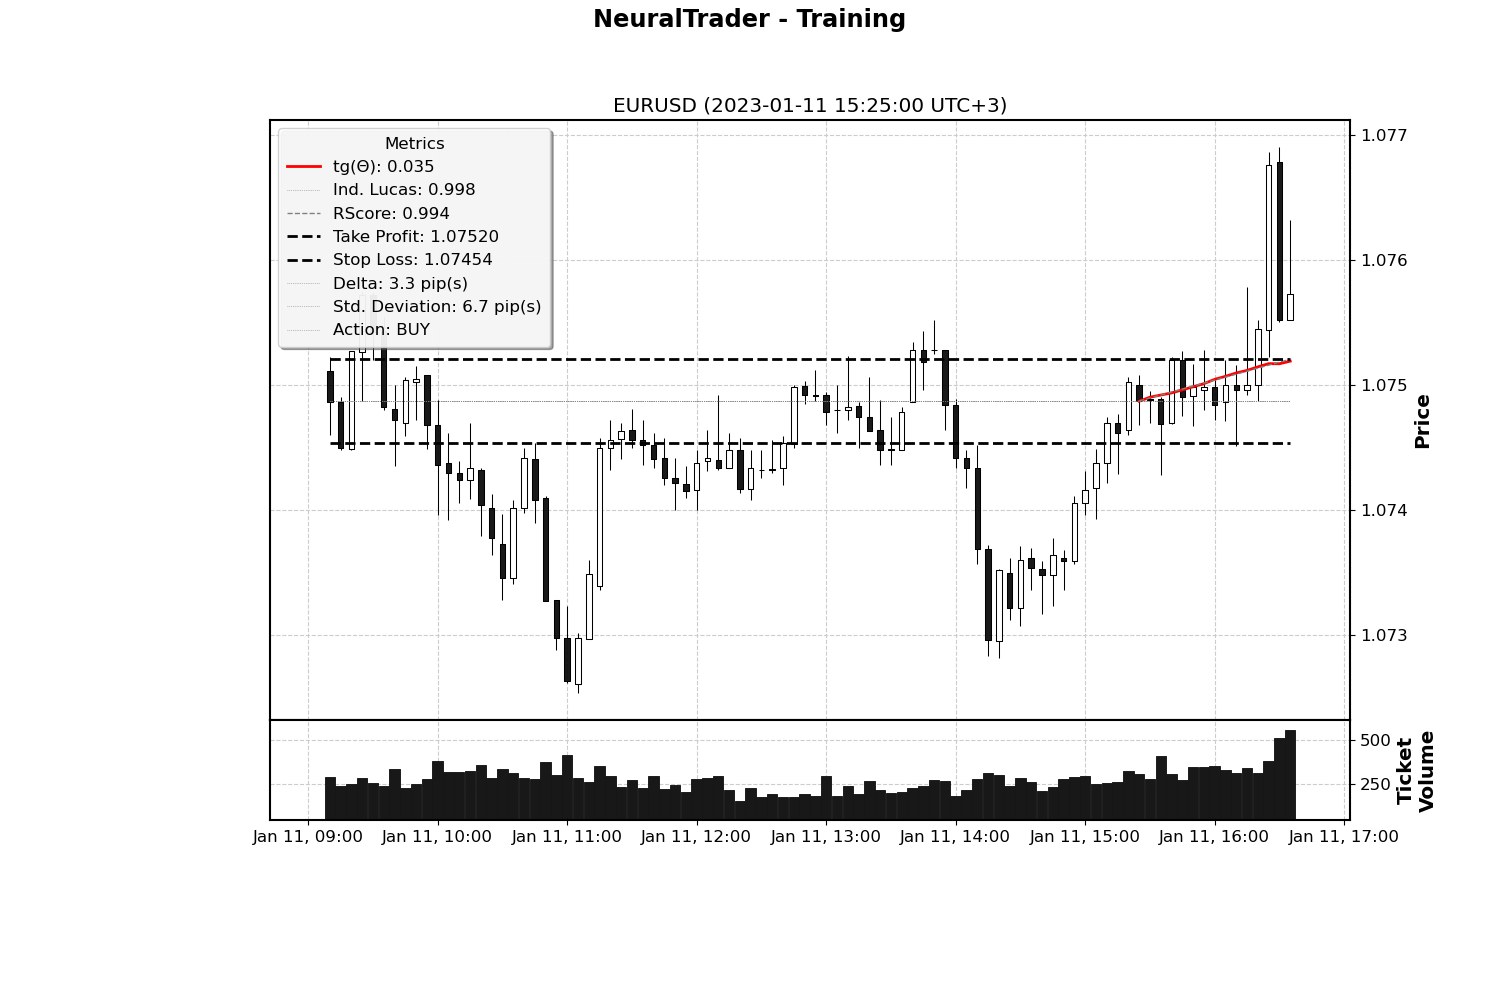 NeuralTrader - Training
EURUSD (2023-01-11 15:25:00 UTC+3)
Metrics
tg(Θ): 0.035
Ind. Lucas: 0.998
RScore: 0.994
Take Profit: 1.07520
Stop Loss: 1.07454
Delta: 3.3 pip(s)
Std. Deviation: 6.7 pip(s)
Action: BUY
1.077
1.076
1.075
1.074
1.073
Price
500
250
Ticket
Volume
Jan 11, 09:00 Jan 11, 10:00 Jan 11, 11:00 Jan 11, 12:00 Jan 11, 13:00 Jan 11, 14:00 Jan 11, 15:00 Jan 11, 16:00 Jan 11, 17:00